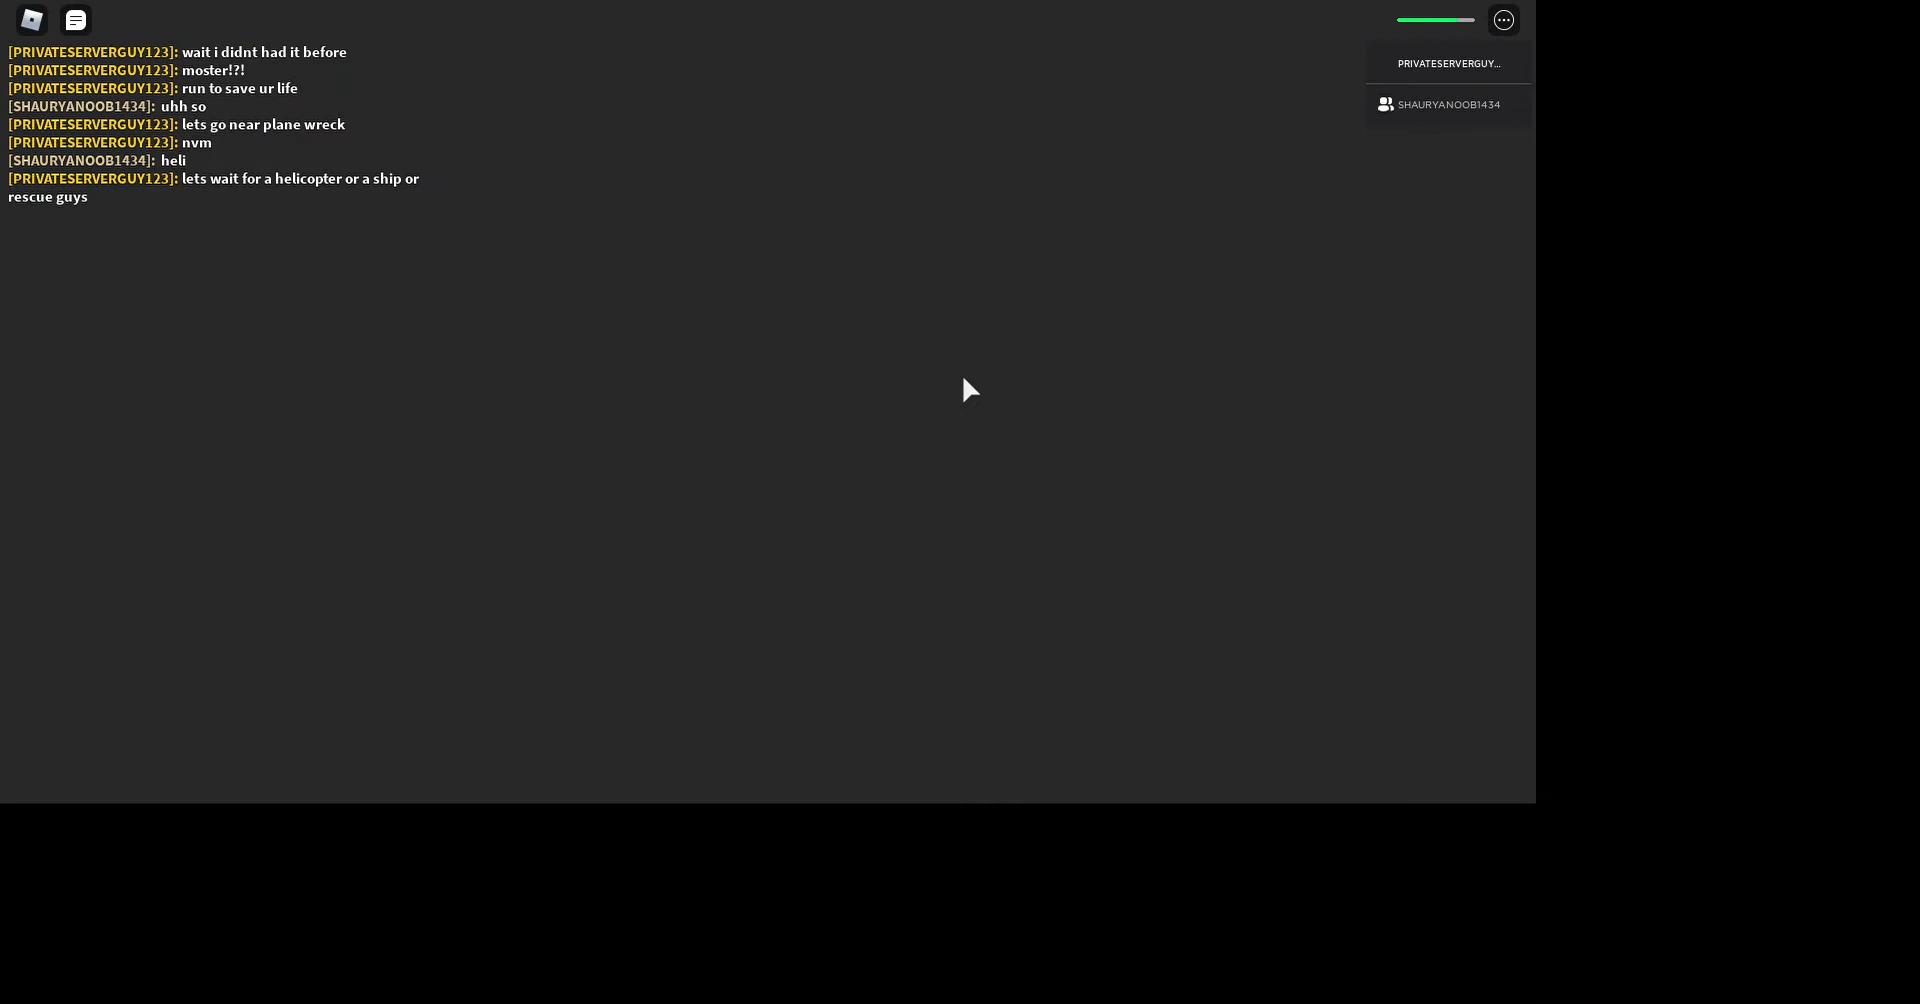 [PRIVATESERVERGUY123]: wait i didnt had it before
[PRIVATESERVERGUY123]: moster!?!
[PRIVATESERVERGUY123]: run to save ur life
[SHAURYANOOB1434]: uhh so
[PRIVATESERVERGUY123]: lets go near plane wreck
[PRIVATESERVERGUY123]: nvm
[SHAURYANOOB1434]: heli
[PRIVATESERVERGUY123]: lets wait for a helicopter or a ship or
rescue guys
PRIVATESERVERGUY...
SHAURYANOOB1434